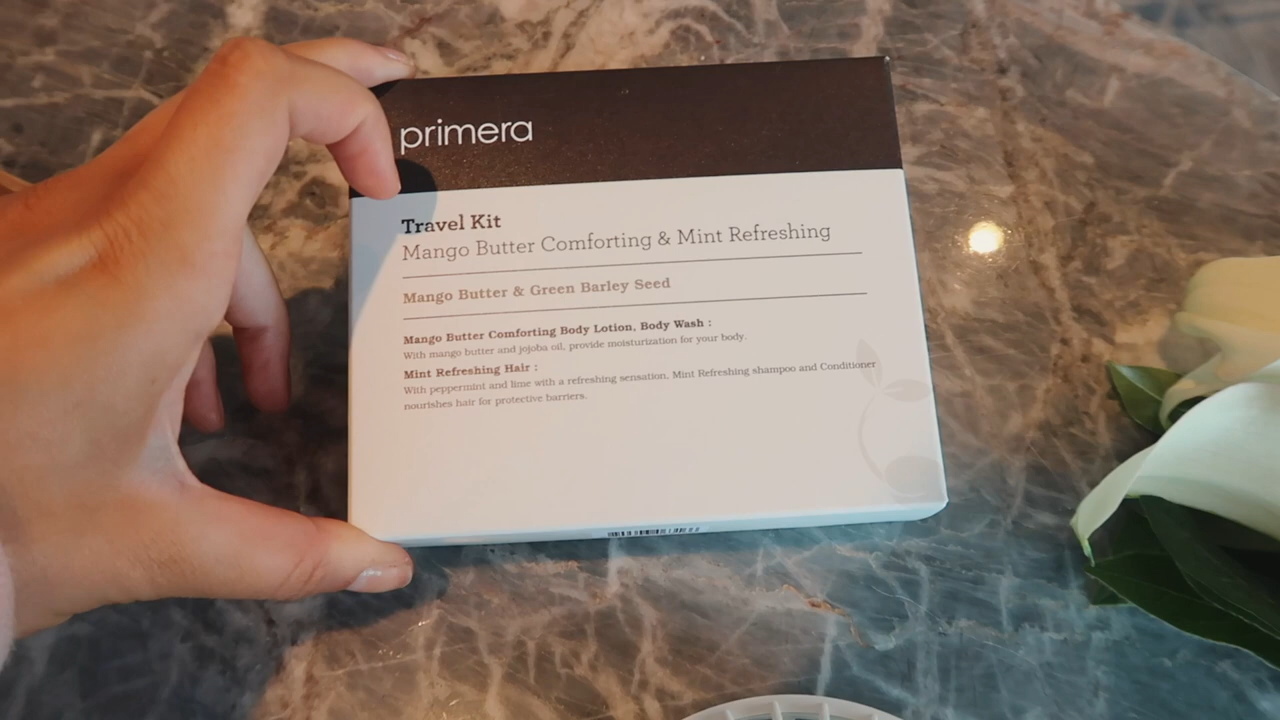 primera
Travel Kit
Mango Butter Comforting & Mint Refreshing
Mango Butter & Green Barley Seed
Mango Butter Comforting Body Lotion, Body Wash :
With mango butter and jojoba oil, provide moisturization for your body.
Mint Refreshing Hair :
With peppermint and lime with a refreshing sensation, Mint Refreshing shampoo and Conditioner
nourishes hair for protective barriers.